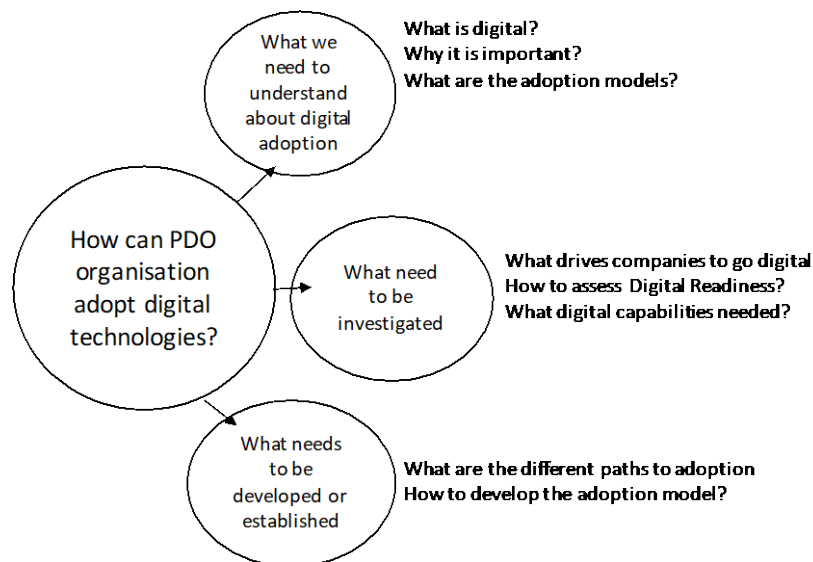 What we
need to
understand
about digital
adoption
What is digital?
Why it is important?
What are the adoption models?
How can PDO
organisation
adopt digital
technologies?
What need
to be
investigated
What drives companies to go digital
How to assess Digital Readiness?
What digital capabilities needed?
What needs
to be
developed or
established
What are the different paths to adoption
How to develop the adoption model?